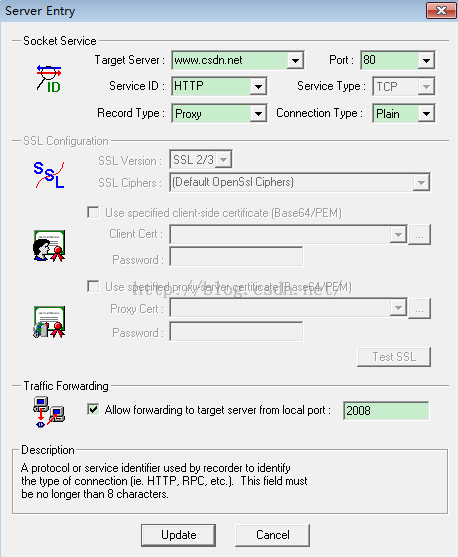 Server Entry
Socket Service
Target Server : www.csdn.net Port : 80
Service ID : HTTP Service Type : TCP
Record Type : Proxy Connection Type : Plain
ID
SSL Configuration
SSL
SSL Version : SSL 2/3
SSL Ciphers : (Default OpenSsl Ciphers)
Use specified client-side certificate (Base64/PEM)
Client Cert : ...
Password :
Use specified proxy-server certificate (Base64/PEM)
http://blog.csdn.net/
Proxy Cert : ...
Password :
Test SSL
Traffic Forwarding
Allow forwarding to target server from local port : 2008
Description
A protocol or service identifier used by recorder to identify
the type of connection (ie. HTTP, RPC, etc.). This field must
be no longer than 8 characters.
Update Cancel